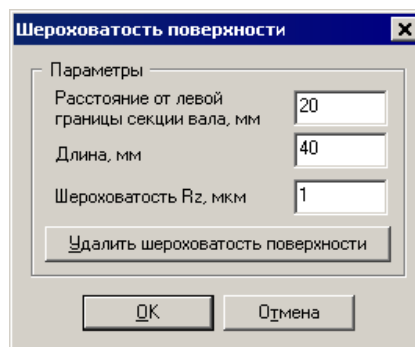 Шероховатость поверхности
Параметры
Расстояние от левой
границы секции вала, мм
20
Длина, мм
40
Шероховатость Rz, мкм
1
Удалить шероховатость поверхности
OK
Отмена